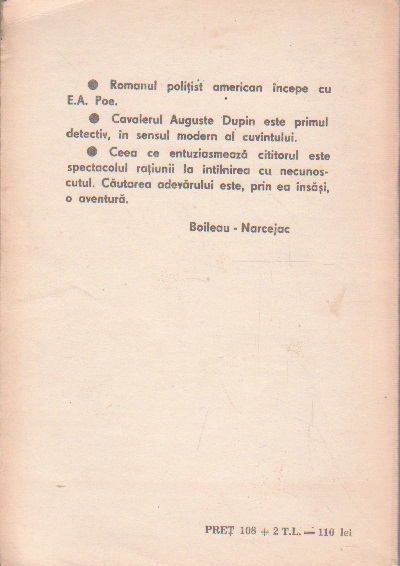 ● Romanul polițist american începe cu
E.A. Poe.
● Cavalerul Auguste Dupin este primul
detectiv, în sensul modern al cuvîntului.
● Ceea ce entuziasmează cititorul este
spectacolul rațiunii la întîlnirea cu necunos-
cutul. Căutarea adevărului este, prin ea însăși,
o aventură.
Boileau - Narcejac
PREȚ 108 + 2 T.L. — 110 lei